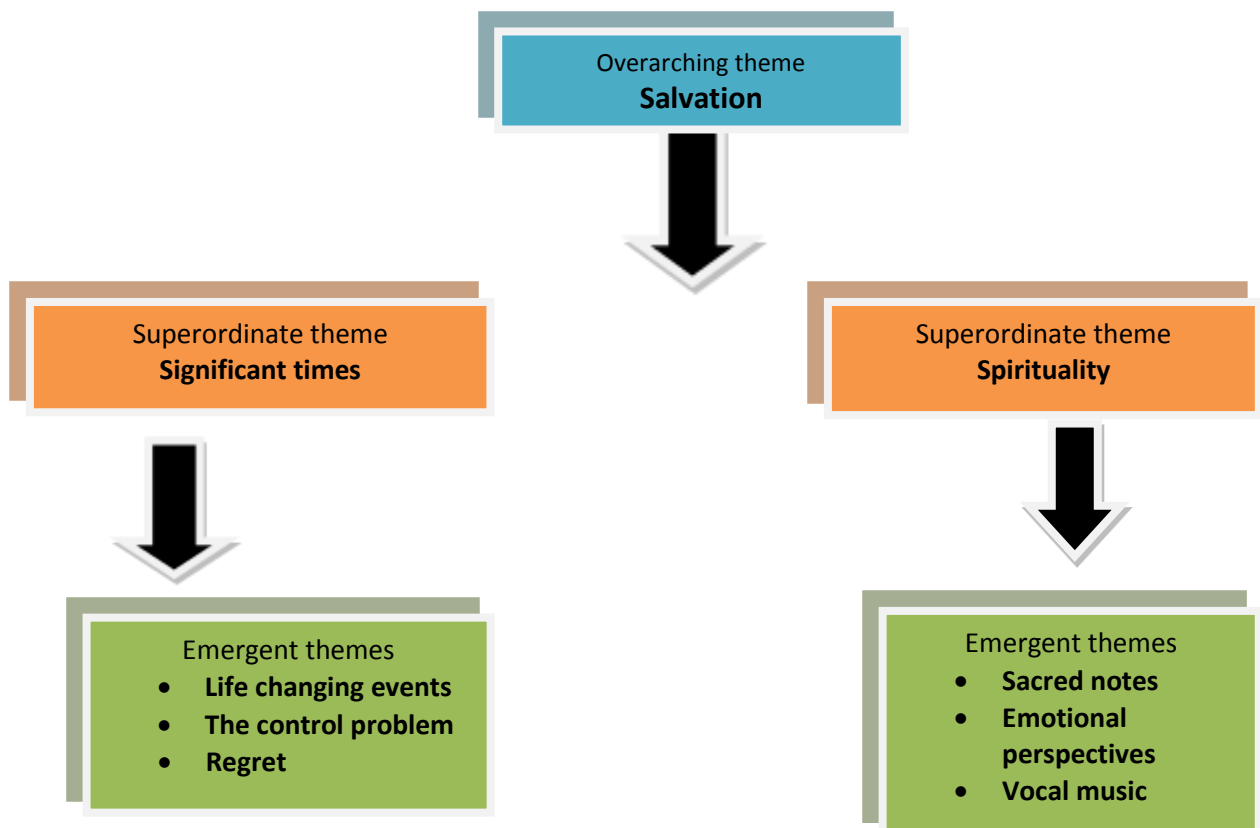 Overarching theme
Salvation
Superordinate theme
Significant times
Superordinate theme
Spirituality
Emergent themes
• Life changing events
• The control problem
• Regret
Emergent themes
• Sacred notes
• Emotional
perspectives
• Vocal music